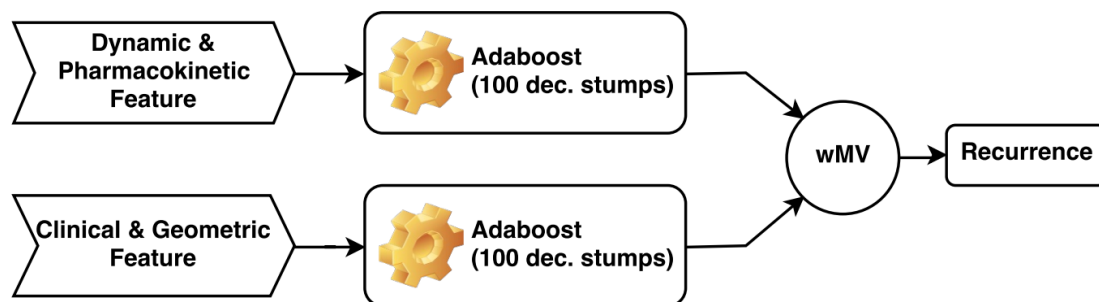 Dynamic &
Pharmacokinetic
Feature
Adaboost
(100 dec. stumps)
wMV
Recurrence
Clinical & Geometric
Feature
Adaboost
(100 dec. stumps)